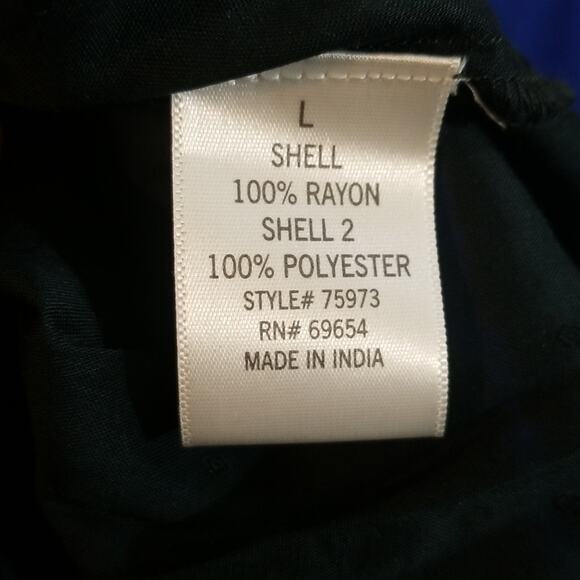 L
SHELL
100% RAYON
SHELL 2
100% POLYESTER
STYLE# 75973
RN# 69654
MADE IN INDIA